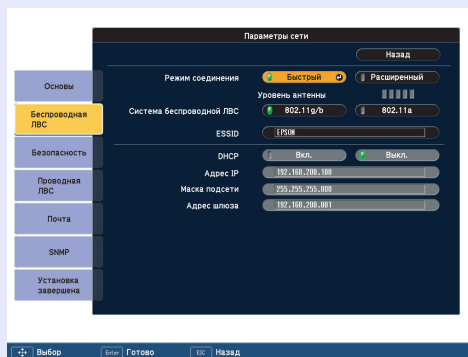 Параметры сети
Назад
Режим соединения Быстрый Расширенный
Уровень антенны
Система беспроводной ЛВС 802.11g/b 802.11a
ESSID EPSON
DHCP Вкл. Выкл.
Адрес IP 192.168.200.100
Маска подсети 255.255.255.000
Адрес шлюза 192.168.200.001
Основы
Беспроводная
ЛВС
Безопасность
Проводная
ЛВС
Почта
SNMP
Установка
завершена
Выбор Enter Готово ESC Назад